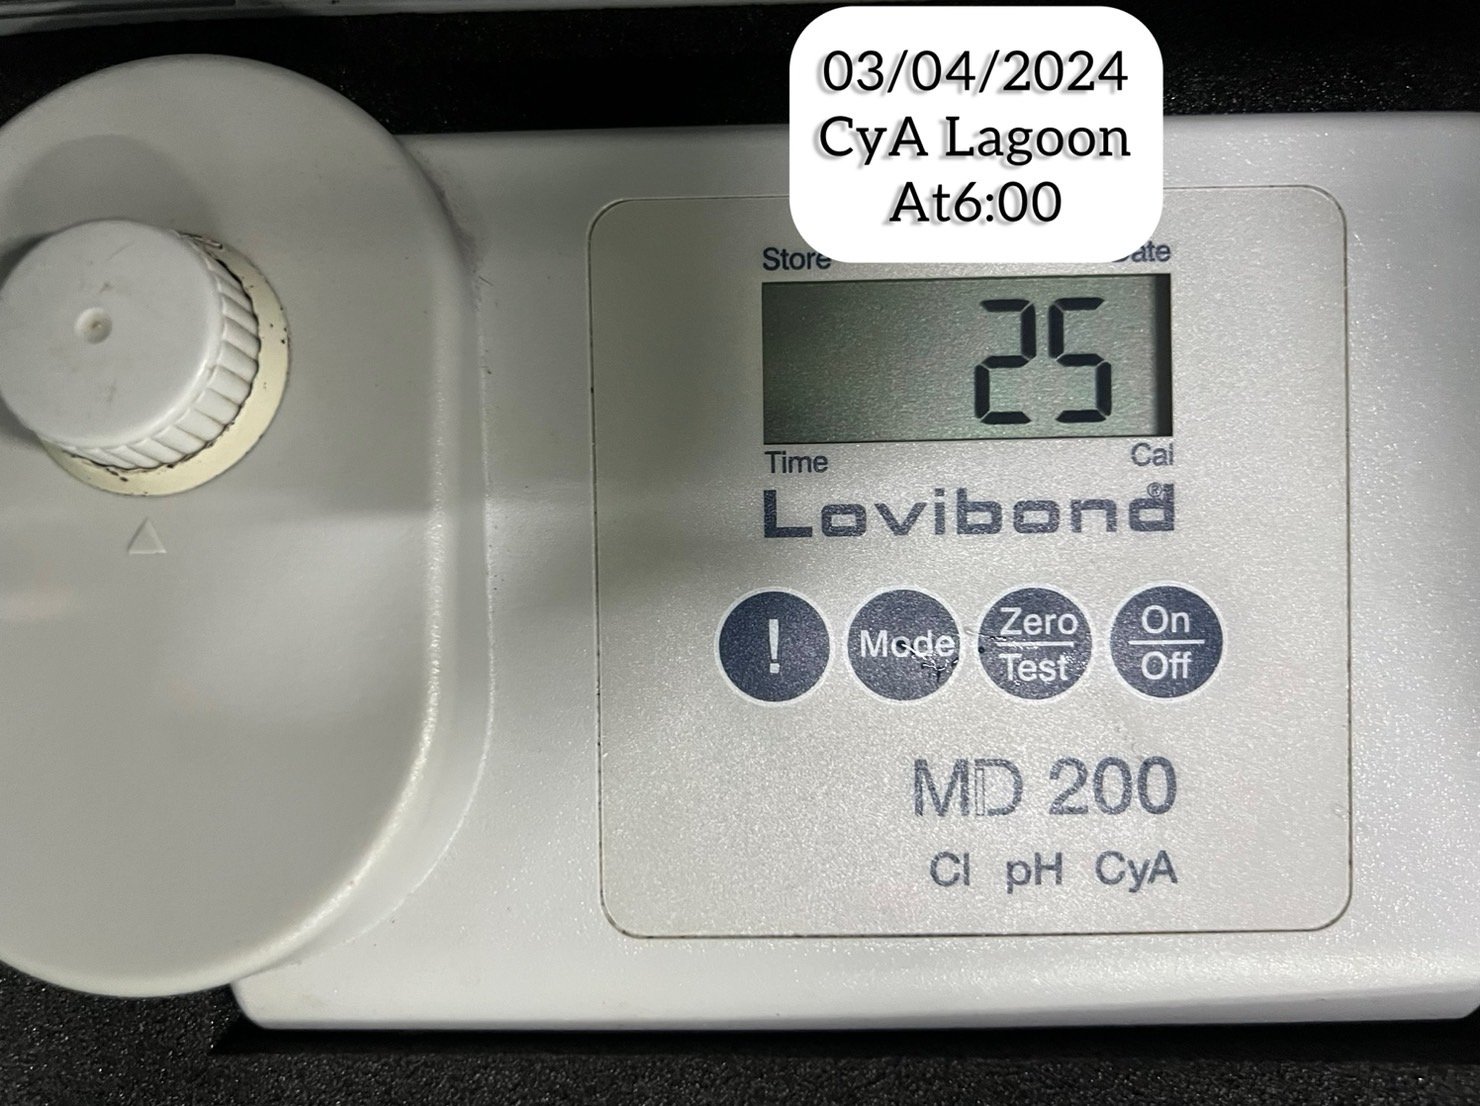 03/04/2024
CyA Lagoon
At6:00
Store
25
Time Cal
Lovibond®
! Mode Zero Test On Off
MD 200
Cl pH CyA